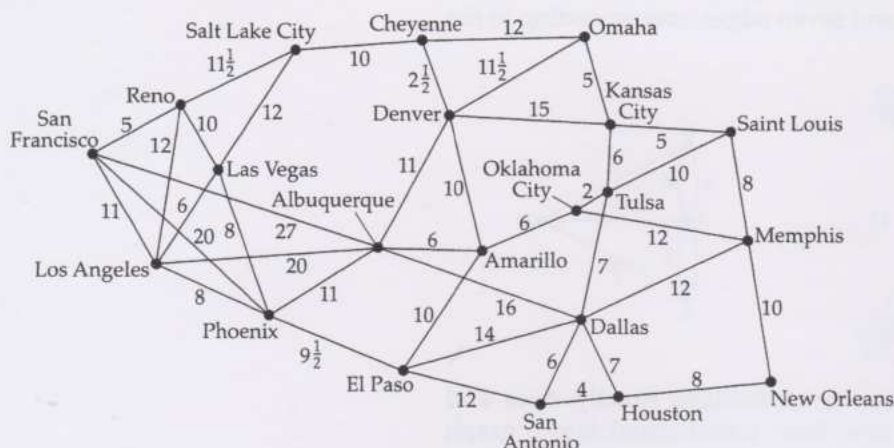 Cheyenne
Salt Lake City
12
Omaha
11½
10
2½
11½
5
Kansas
City
Reno
San
Francisco
5
12
10
12
Denver
15
5
Saint Louis
Las Vegas
11
Oklahoma
City
6
10
Albuquerque
10
2
Tulsa
8
11
6
20
8
27
6
6
12
Memphis
Los Angeles
20
Amarillo
7
8
11
12
10
Phoenix
10
16
Dallas
9½
14
6
7
El Paso
8
12
4
New Orleans
San
Antonio
Houston